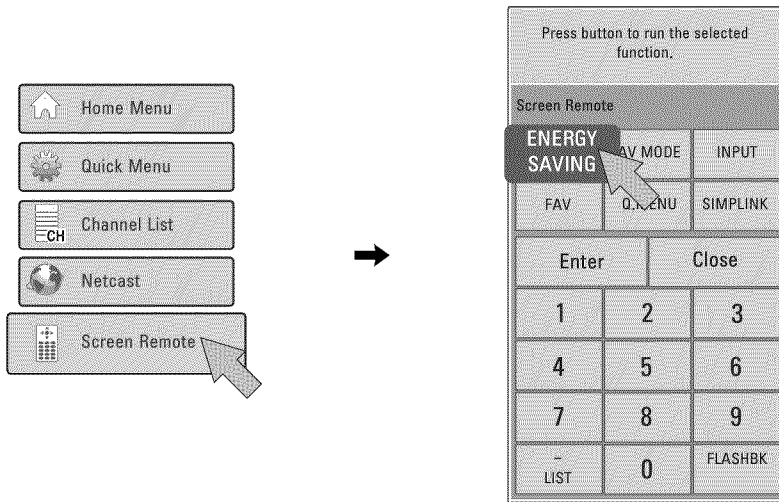 Home Menu
Quick Menu
CH
Channel List
Netcast
Screen Remote
Press button to run the selected
function.
Screen Remote
ENERGY
SAVING
AV MODE
INPUT
FAV
Q.MENU
SIMPLINK
Enter
Close
1
2
3
4
5
6
7
8
9
–
LIST
0
FLASHBK